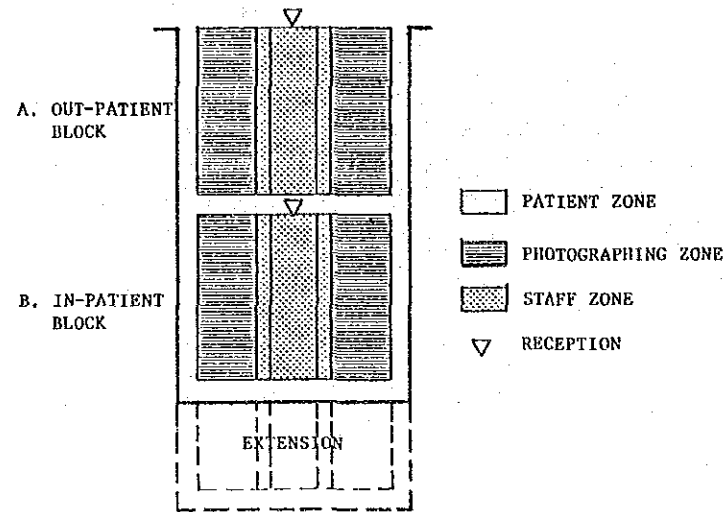 A. OUT-PATIENT
BLOCK
B. IN-PATIENT
BLOCK
EXTENSION
PATIENT ZONE
PHOTOGRAPHING ZONE
STAFF ZONE
RECEPTION